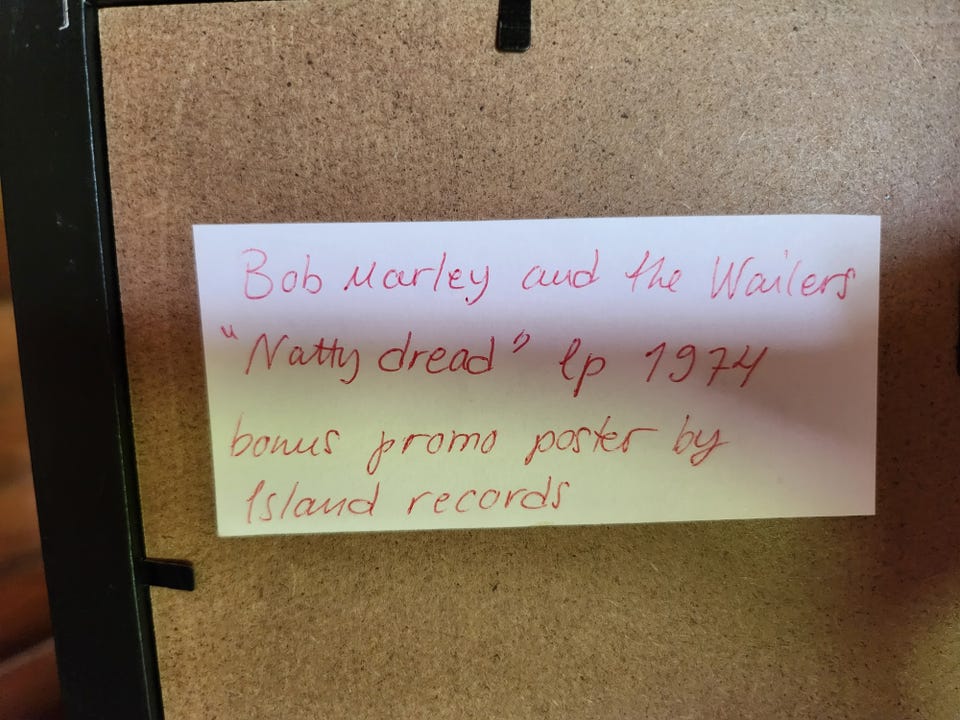 Bob Marley and the Wailers
"Natty dread" lp 1974
bonus promo poster by
Island records